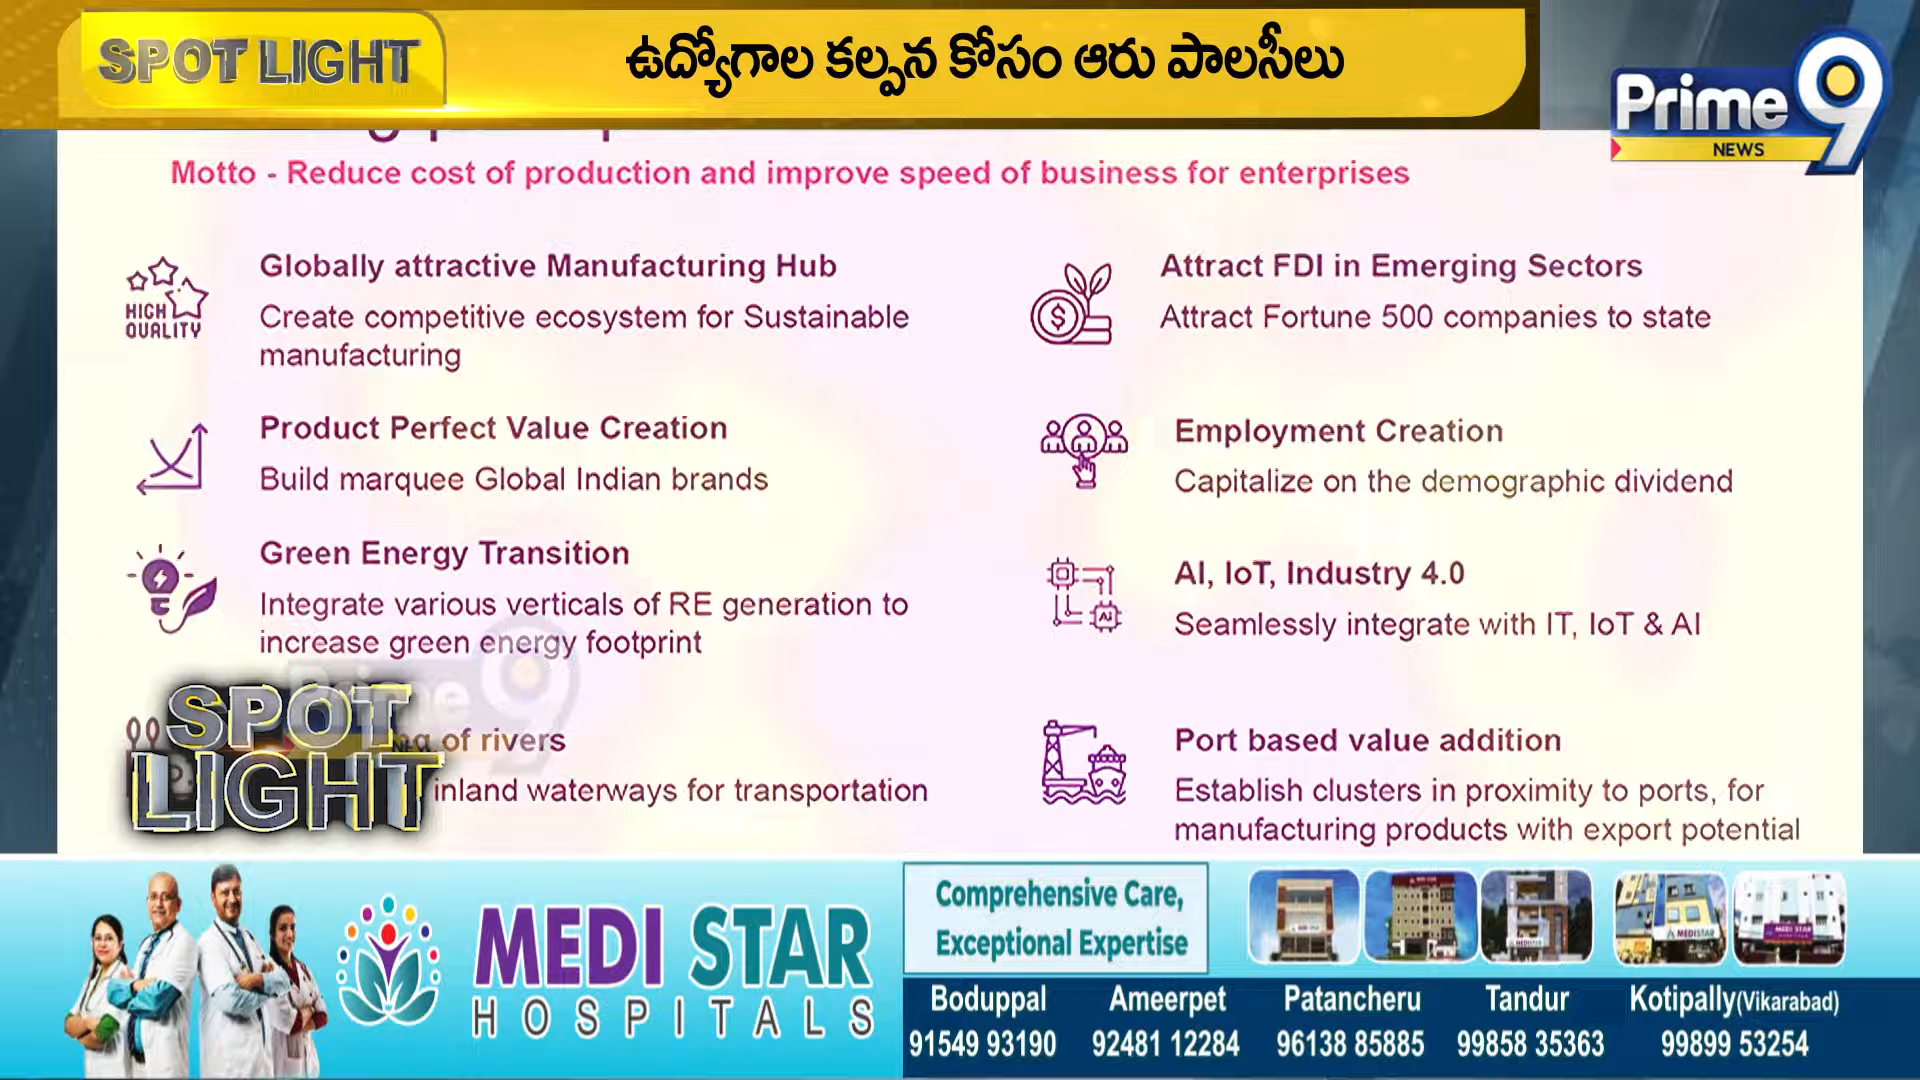 SPOT LIGHT
ఉద్యోగాల కల్పన కోసం ఆరు పాలసీలు
Prime 9
NEWS
Motto - Reduce cost of production and improve speed of business for enterprises
HIGH
QUALITY
Globally attractive Manufacturing Hub
Create competitive ecosystem for Sustainable
manufacturing
Attract FDI in Emerging Sectors
Attract Fortune 500 companies to state
Product Perfect Value Creation
Build marquee Global Indian brands
Employment Creation
Capitalize on the demographic dividend
Green Energy Transition
Integrate various verticals of RE generation to
increase green energy footprint
AI, IoT, Industry 4.0
Seamlessly integrate with IT, IoT & AI
SPOT
LIGHT
of rivers
inland waterways for transportation
Port based value addition
Establish clusters in proximity to ports, for
manufacturing products with export potential
MEDI STAR
HOSPITALS
Comprehensive Care,
Exceptional Expertise
Boduppal
91549 93190
Ameerpet
92481 12284
Patancheru
96138 85885
Tandur
99858 35363
Kotipally(Vikarabad)
99899 53254